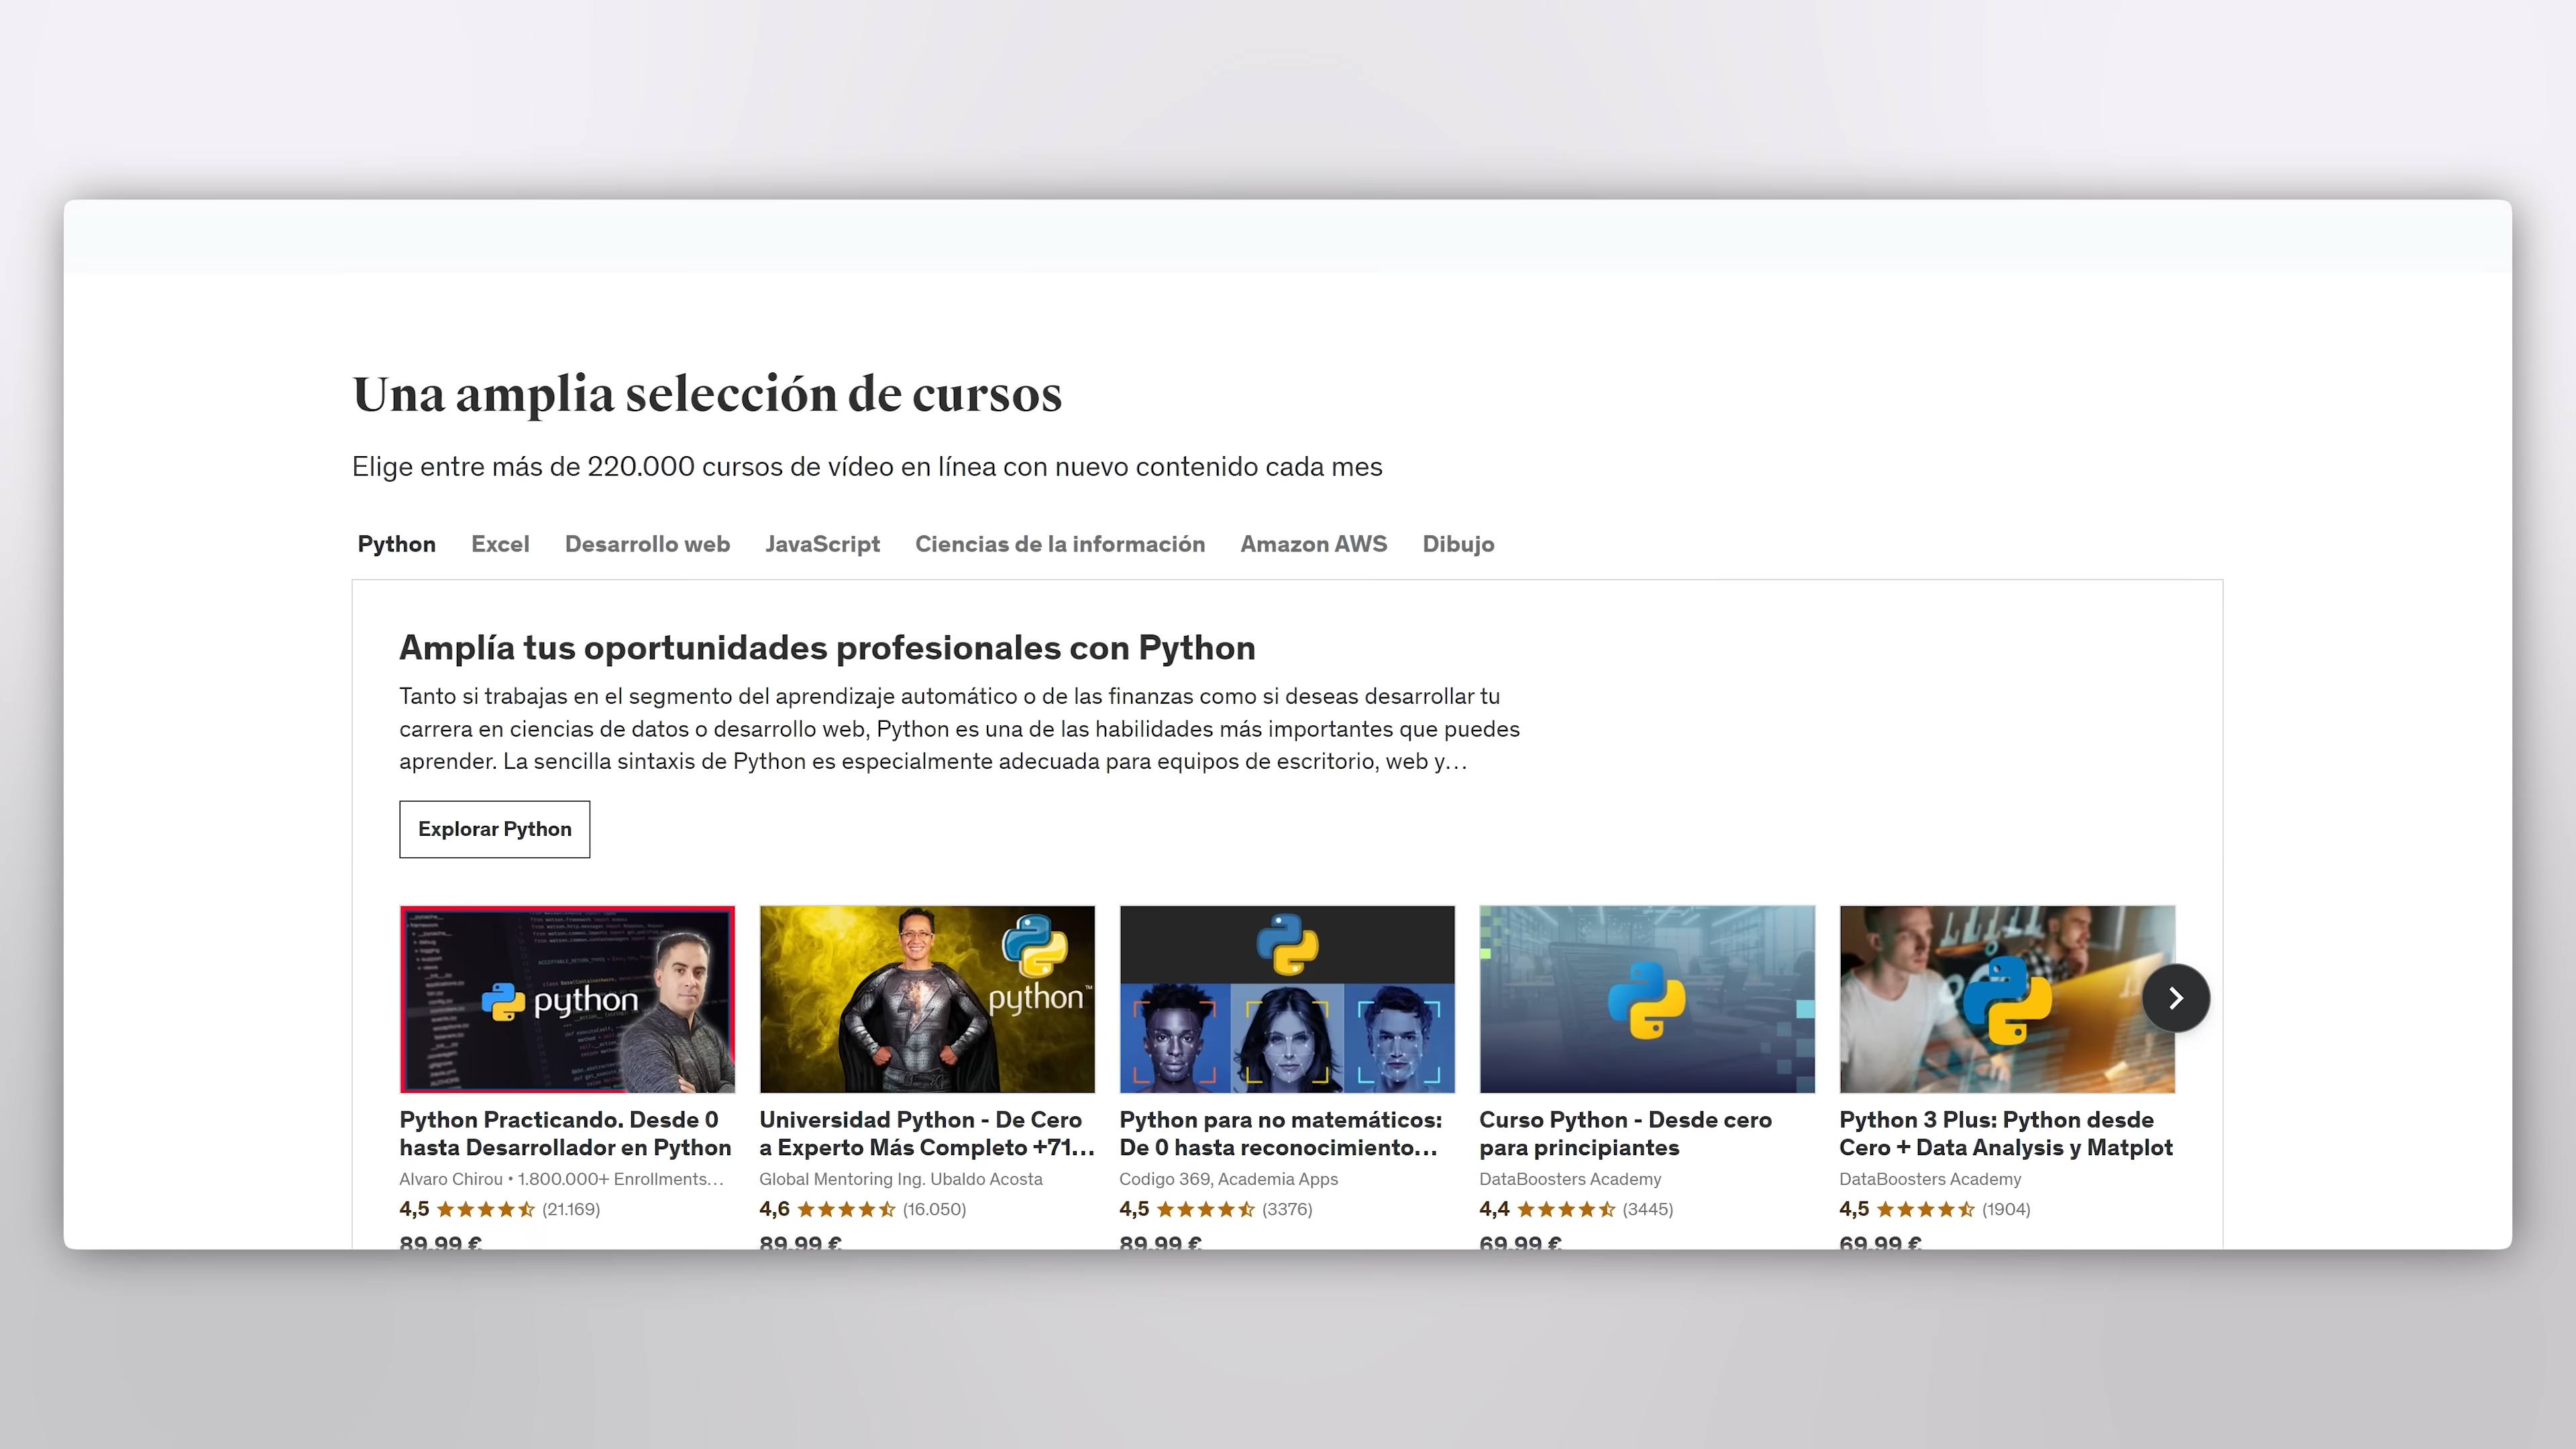 Una amplia selección de cursos
Elige entre más de 220.000 cursos de vídeo en línea con nuevo contenido cada mes
Python Excel Desarrollo web JavaScript Ciencias de la información Amazon AWS Dibujo
Amplía tus oportunidades profesionales con Python
Tanto si trabajas en el segmento del aprendizaje automático o de las finanzas como si deseas desarrollar tu
carrera en ciencias de datos o desarrollo web, Python es una de las habilidades más importantes que puedes
aprender. La sencilla sintaxis de Python es especialmente adecuada para equipos de escritorio, web y…
Explorar Python
python
python™
Python Practicando. Desde 0
hasta Desarrollador en Python
Alvaro Chirou • 1.800.000+ Enrollments…
4,5 (21.169)
89,99 €
Universidad Python - De Cero
a Experto Más Completo +71…
Global Mentoring Ing. Ubaldo Acosta
4,6 (16.050)
89,99 €
Python para no matemáticos:
De 0 hasta reconocimiento…
Codigo 369, Academia Apps
4,5 (3376)
89,99 €
Curso Python - Desde cero
para principiantes
DataBoosters Academy
4,4 (3445)
69,99 €
Python 3 Plus: Python desde
Cero + Data Analysis y Matplot
DataBoosters Academy
4,5 (1904)
69,99 €